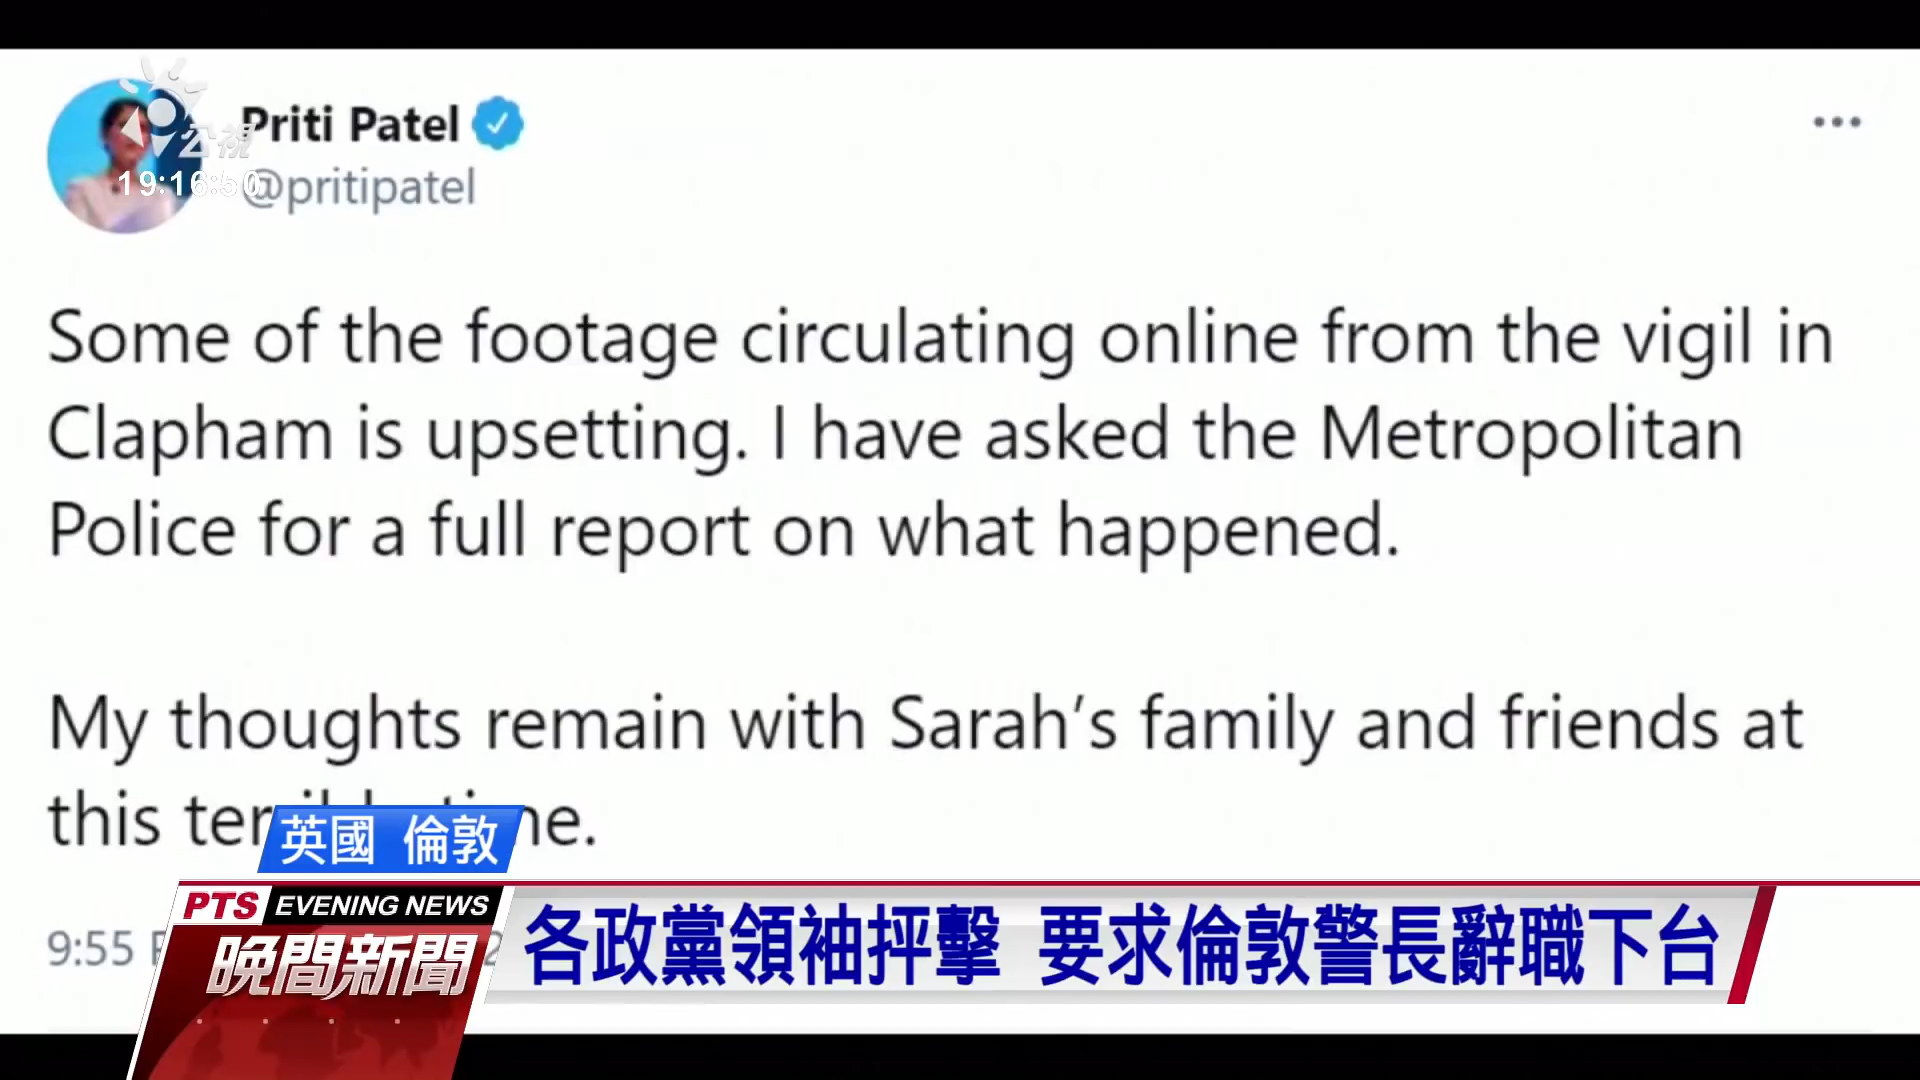 公視
19:16:50
Priti Patel
@pritipatel
Some of the footage circulating online from the vigil in
Clapham is upsetting. I have asked the Metropolitan
Police for a full report on what happened.
My thoughts remain with Sarah's family and friends at
this
英國 倫敦
PTS EVENING NEWS
晚間新聞
各政黨領袖抨擊 要求倫敦警長辭職下台
9:55